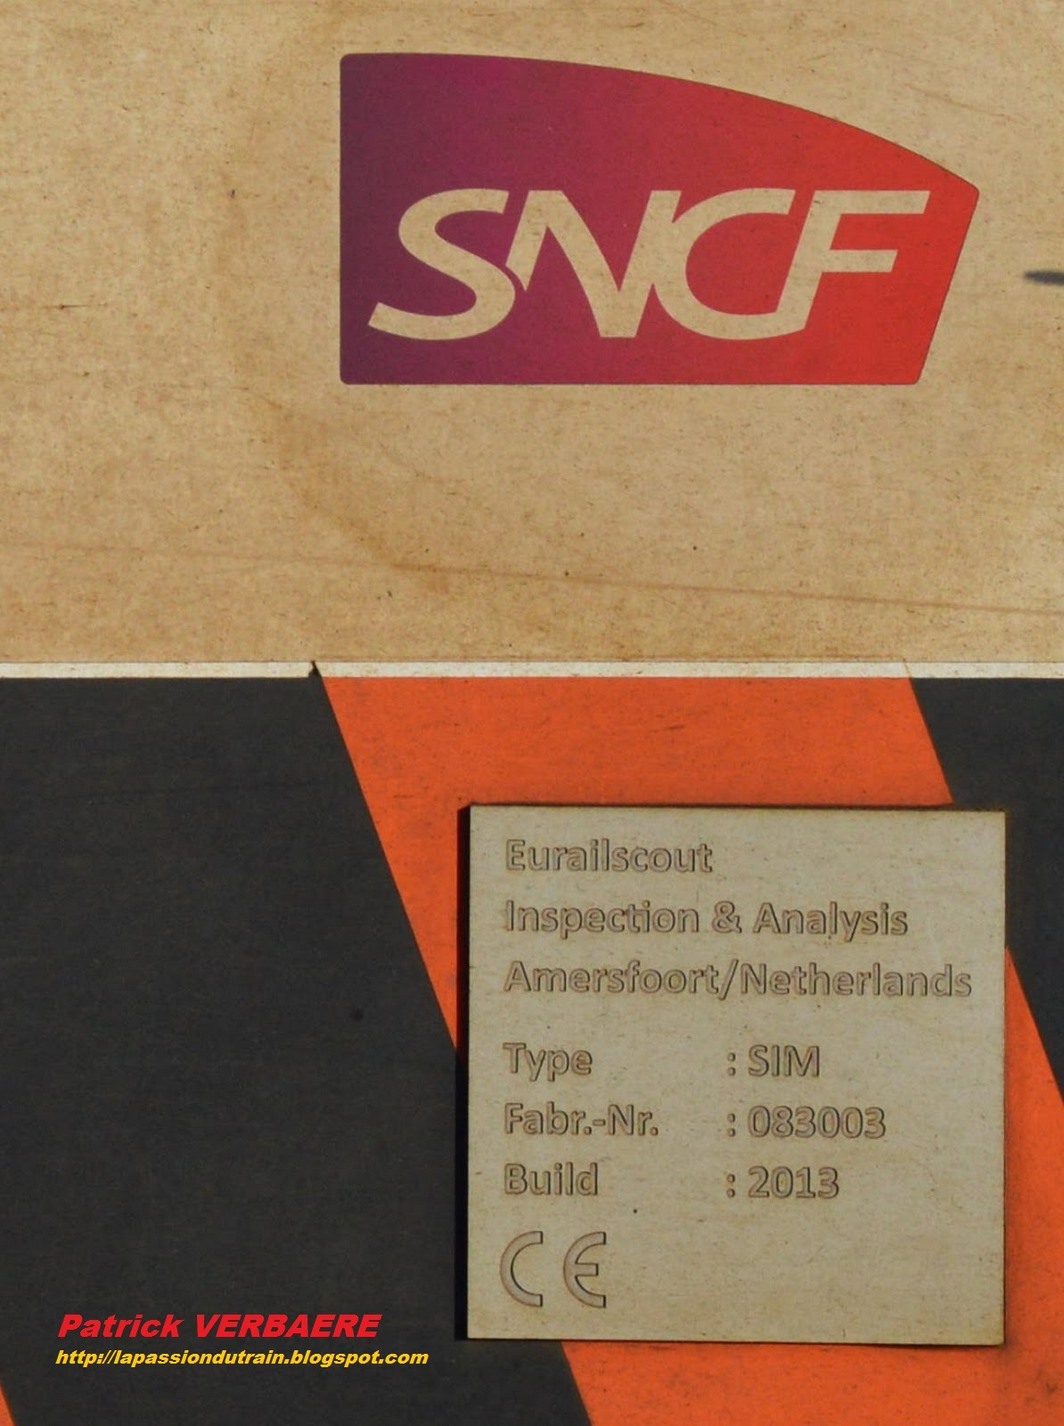 SNCF
Eurailscout
Inspection & Analysis
Amersfoort/Netherlands
Type : SIM
Fabr.-Nr. : 083003
Build : 2013
CE
Patrick VERBAERE
http://lapassiondutrain.blogspot.com